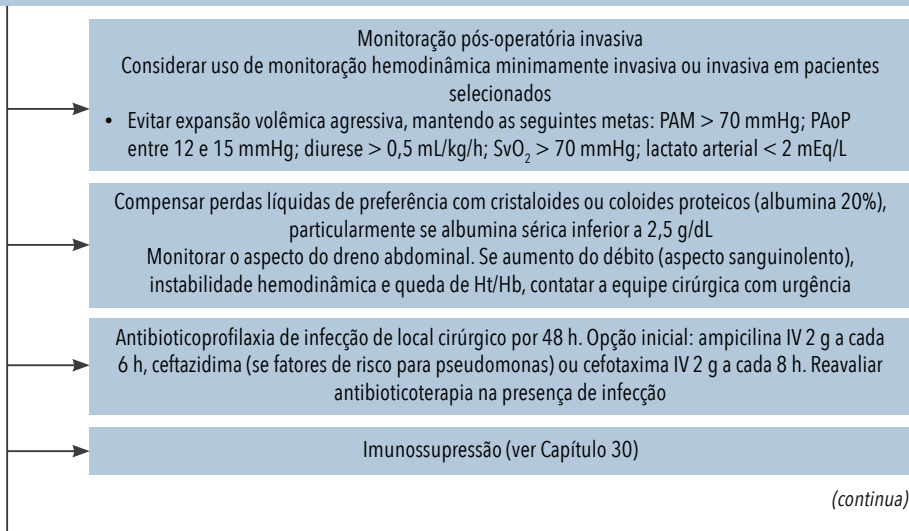 Monitoração pós-operatória invasiva
Considerar uso de monitoração hemodinâmica minimamente invasiva ou invasiva em pacientes
selecionados
• Evitar expansão volêmica agressiva, mantendo as seguintes metas: PAM > 70 mmHg; PAoP
entre 12 e 15 mmHg; diurese > 0,5 mL/kg/h; SvO₂ > 70 mmHg; lactato arterial < 2 mEq/L
Compensar perdas líquidas de preferência com cristaloides ou coloides proteicos (albumina 20%),
particularmente se albumina sérica inferior a 2,5 g/dL
Monitorar o aspecto do dreno abdominal. Se aumento do débito (aspecto sanguinolento),
instabilidade hemodinâmica e queda de Ht/Hb, contatar a equipe cirúrgica com urgência
Antibioticoprofilaxia de infecção de local cirúrgico por 48 h. Opção inicial: ampicilina IV 2 g a cada
6 h, ceftazidima (se fatores de risco para pseudomonas) ou cefotaxima IV 2 g a cada 8 h. Reavaliar
antibioticoterapia na presença de infecção
Imunossupressão (ver Capítulo 30)
(continua)